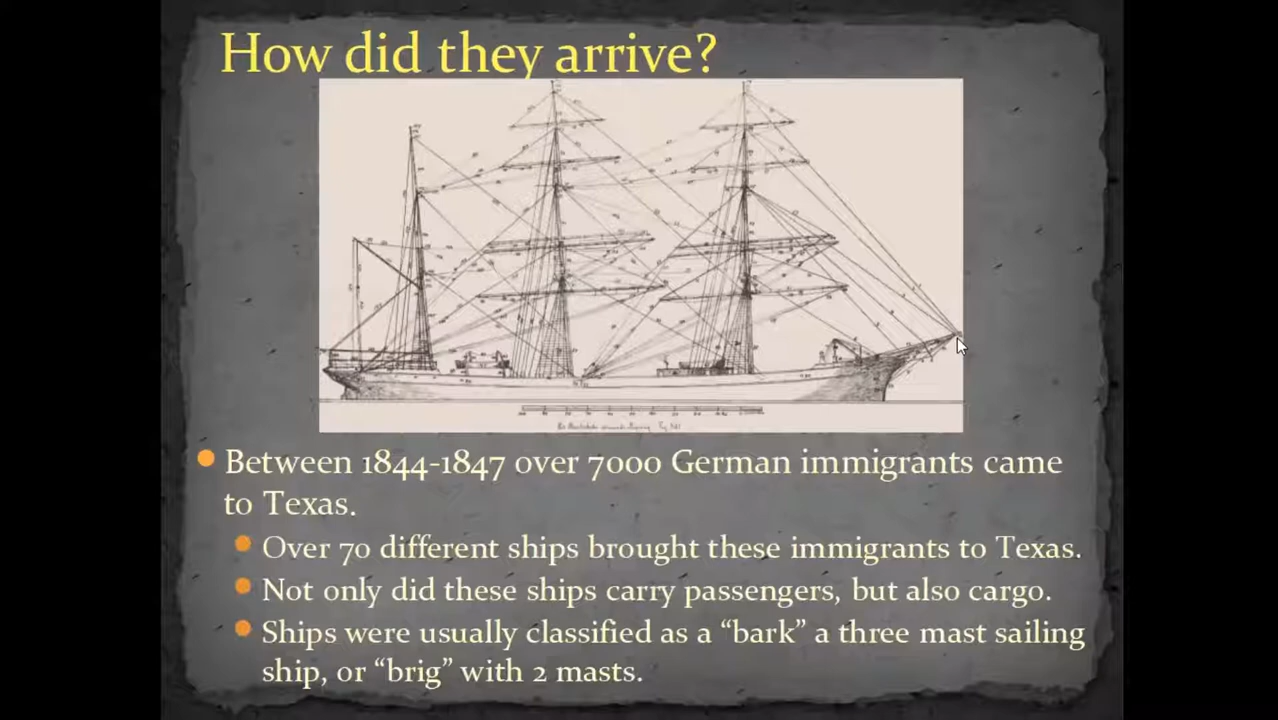 How did they arrive?
Between 1844-1847 over 7000 German immigrants came
to Texas.
Over 70 different ships brought these immigrants to Texas.
Not only did these ships carry passengers, but also cargo.
Ships were usually classified as a “bark” a three mast sailing
ship, or “brig” with 2 masts.